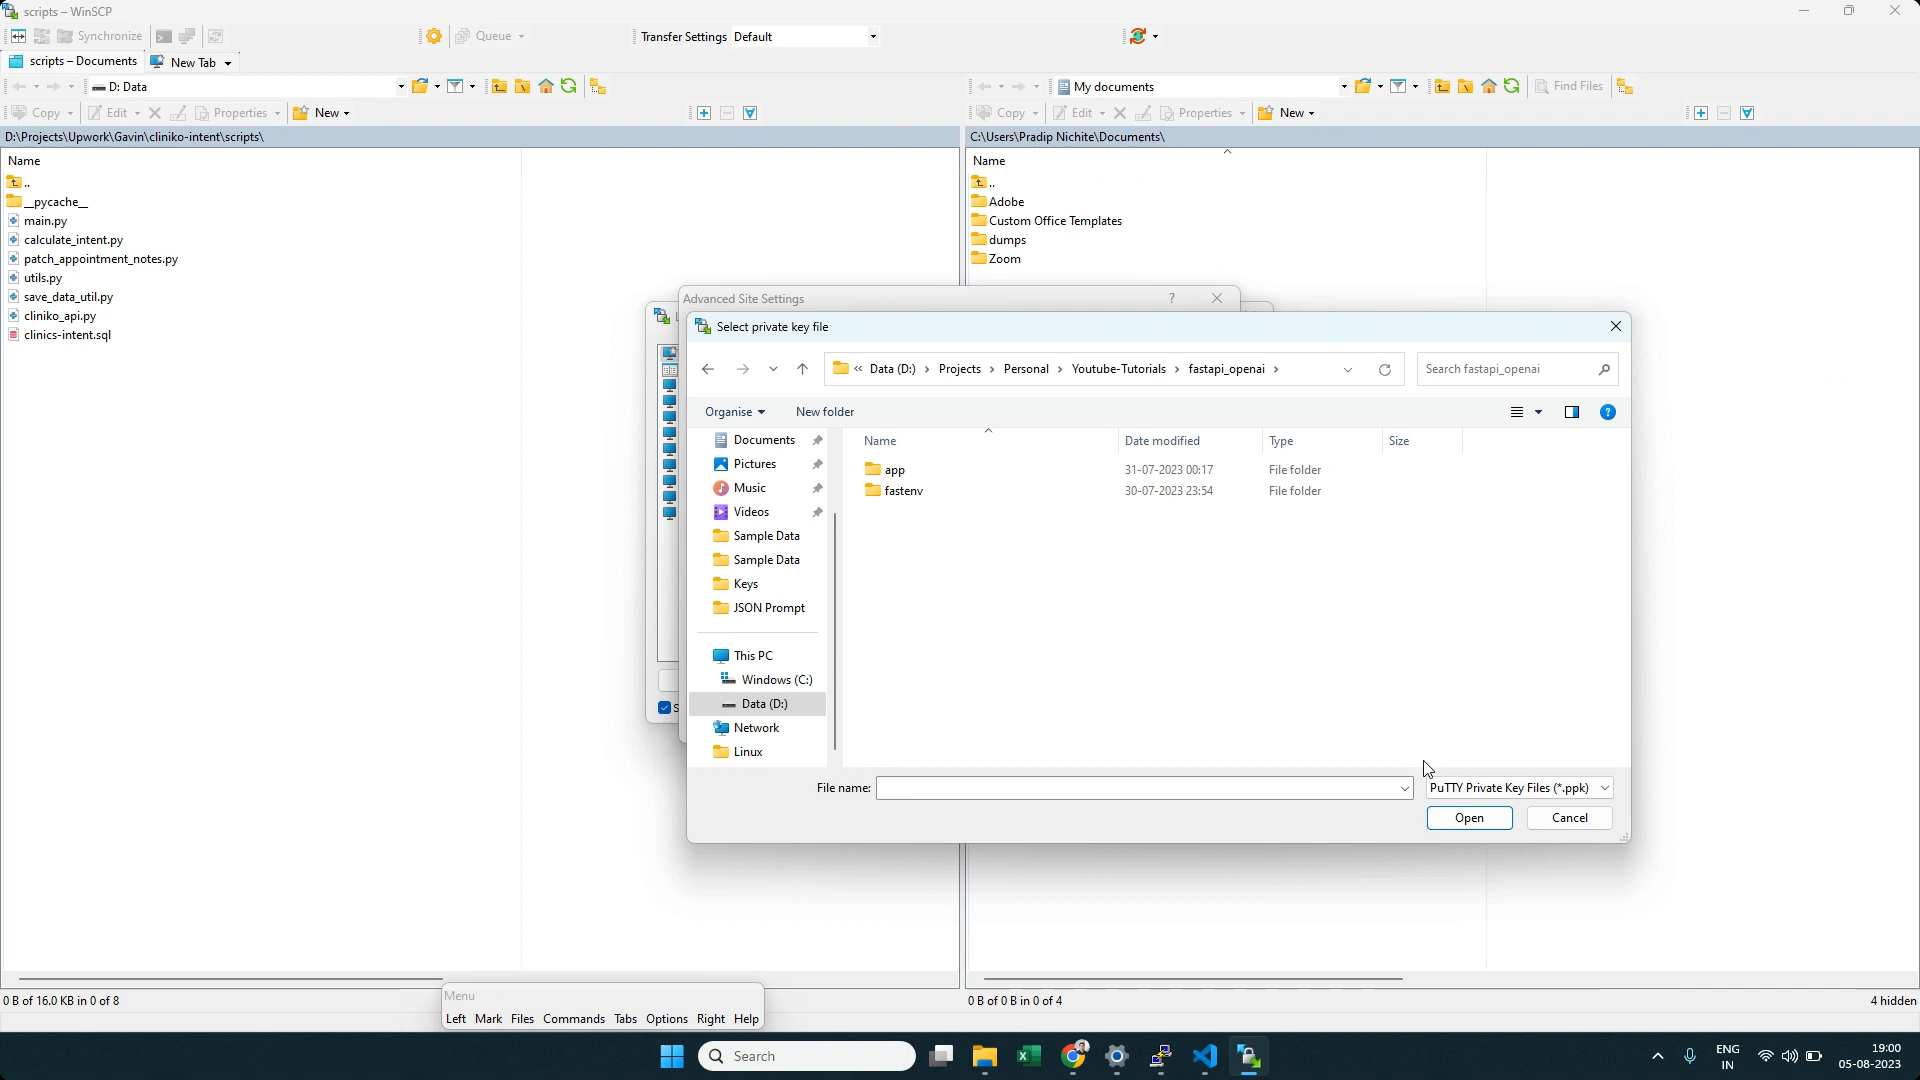 scripts – WinSCP
Synchronize
Queue
Transfer Settings Default
scripts – Documents
New Tab
D: Data
My documents
Find Files
Copy
Edit
Properties
New
Copy
Edit
Properties
New
D:\Projects\Upwork\Gavin\cliniko-intent\scripts\
C:\Users\Pradip Nichite\Documents\
Name
..
__pycache__
main.py
calculate_intent.py
patch_appointment_notes.py
utils.py
save_data_util.py
cliniko_api.py
clinics-intent.sql
Name
..
Adobe
Custom Office Templates
dumps
Zoom
Advanced Site Settings
?
Select private key file
« Data (D:) › Projects › Personal › Youtube-Tutorials › fastapi_openai ›
Search fastapi_openai
Organise
New folder
?
Documents
Pictures
Music
Videos
Sample Data
Sample Data
Keys
JSON Prompt
This PC
Windows (C:)
Data (D:)
Network
Linux
Name
Date modified
Type
Size
app
31-07-2023 00:17
File folder
fastenv
30-07-2023 23:54
File folder
File name:
PuTTY Private Key Files (*.ppk)
Open
Cancel
0 B of 16.0 KB in 0 of 8
0 B of 0 B in 0 of 4
4 hidden
Menu
Left Mark Files Commands Tabs Options Right Help
Search
ENG
IN
19:00
05-08-2023